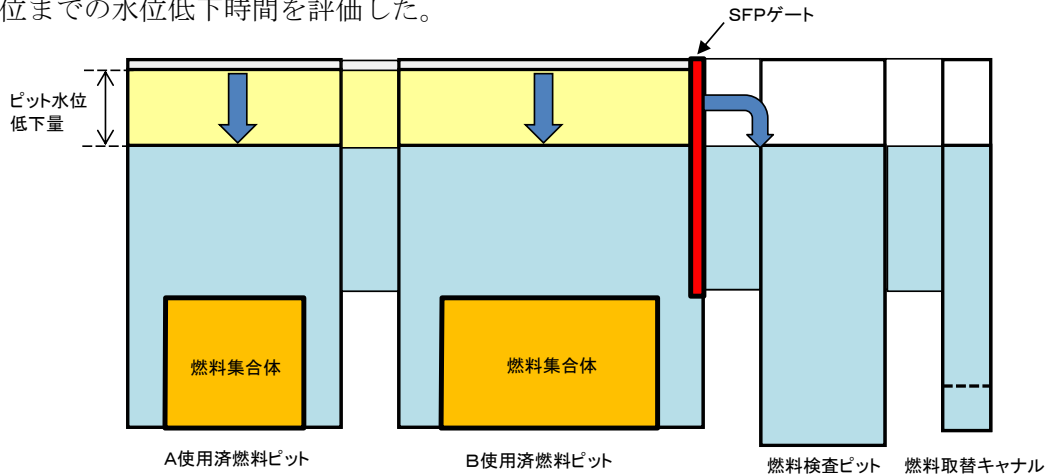 位までの水位低下時間を評価した。
SFPゲート
ピット水位
低下量
燃料集合体
燃料集合体
A使用済燃料ピット
B使用済燃料ピット
燃料検査ピット
燃料取替キャナル